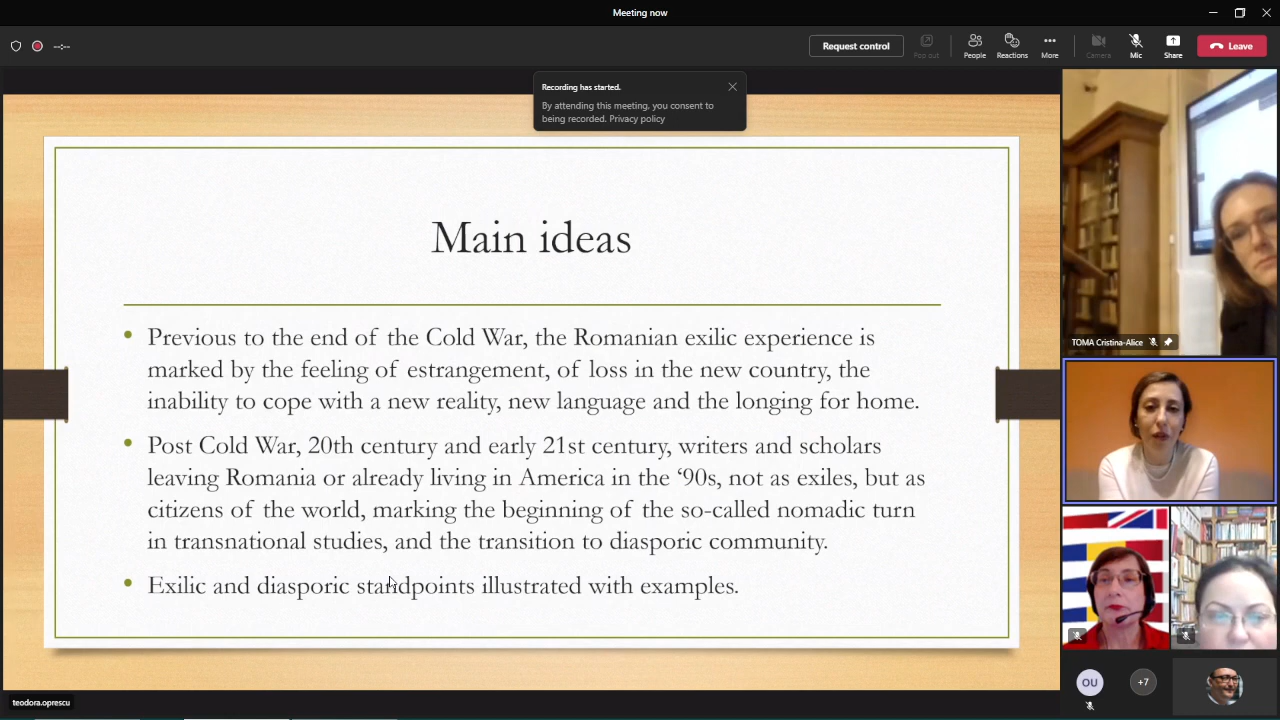 Meeting now
Request control
Pop out
People
Reactions
More
Camera
Mic
Share
Leave
Recording has started.
By attending this meeting, you consent to
being recorded. Privacy policy
Main ideas
• Previous to the end of the Cold War, the Romanian exilic experience is
marked by the feeling of estrangement, of loss in the new country, the
inability to cope with a new reality, new language and the longing for home.
• Post Cold War, 20th century and early 21st century, writers and scholars
leaving Romania or already living in America in the ‘90s, not as exiles, but as
citizens of the world, marking the beginning of the so-called nomadic turn
in transnational studies, and the transition to diasporic community.
• Exilic and diasporic standpoints illustrated with examples.
TOMA Cristina-Alice
OU
+7
teodora.oprescu